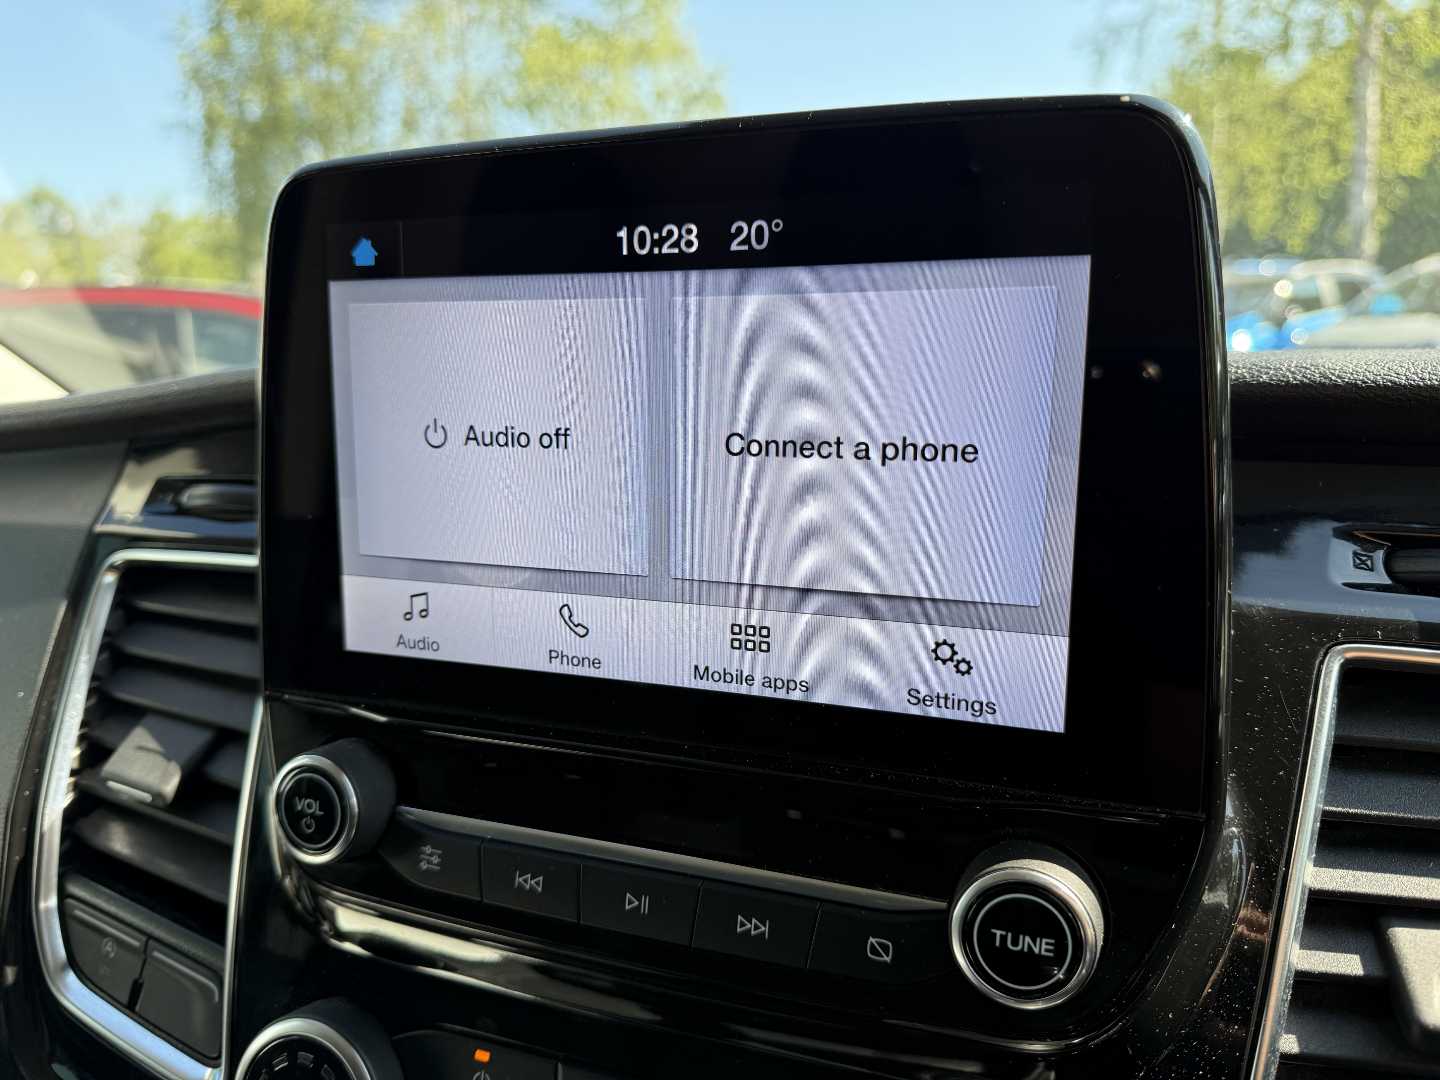 10:28 20°
Audio off
Connect a phone
Audio
Phone
Mobile apps
Settings
VOL
TUNE